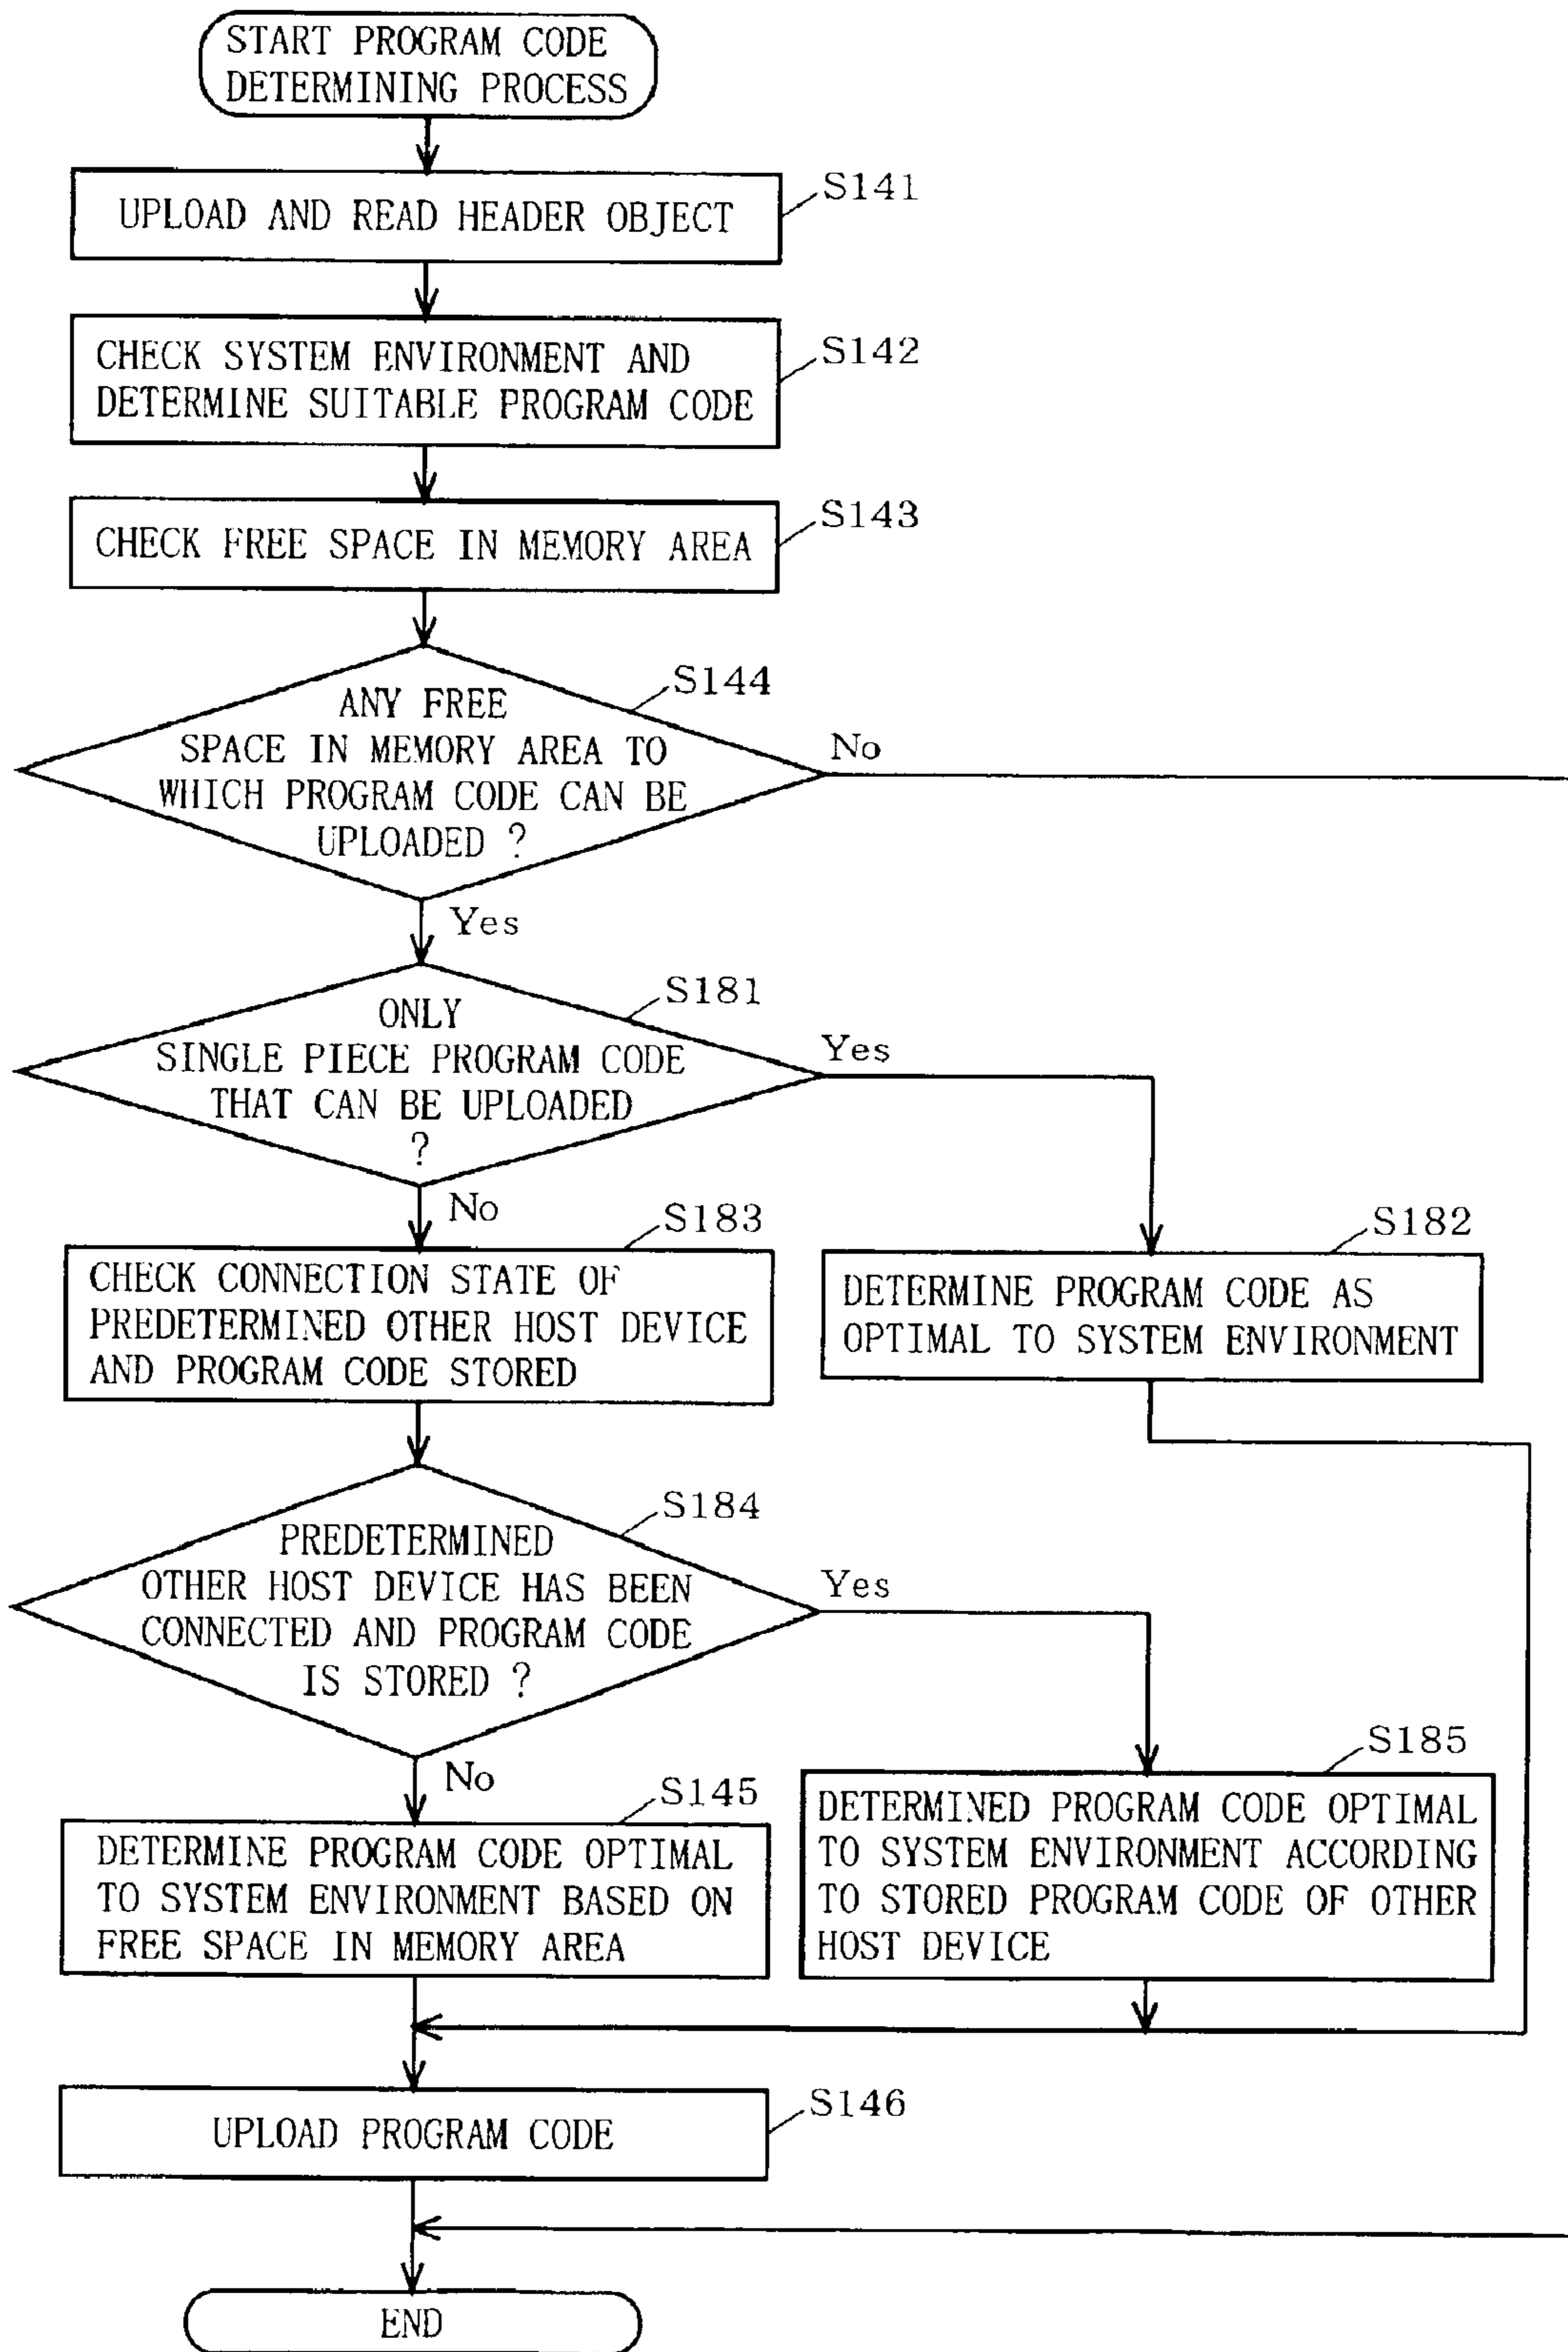 START PROGRAM CODE
DETERMINING PROCESS
S141
UPLOAD AND READ HEADER OBJECT
S142
CHECK SYSTEM ENVIRONMENT AND
DETERMINE SUITABLE PROGRAM CODE
S143
CHECK FREE SPACE IN MEMORY AREA
S144
ANY FREE
SPACE IN MEMORY AREA TO
WHICH PROGRAM CODE CAN BE
UPLOADED ?
No
Yes
S181
ONLY
SINGLE PIECE PROGRAM CODE
THAT CAN BE UPLOADED
?
Yes
No
S183
CHECK CONNECTION STATE OF
PREDETERMINED OTHER HOST DEVICE
AND PROGRAM CODE STORED
S182
DETERMINE PROGRAM CODE AS
OPTIMAL TO SYSTEM ENVIRONMENT
S184
PREDETERMINED
OTHER HOST DEVICE HAS BEEN
CONNECTED AND PROGRAM CODE
IS STORED ?
Yes
No
S145
DETERMINE PROGRAM CODE OPTIMAL
TO SYSTEM ENVIRONMENT BASED ON
FREE SPACE IN MEMORY AREA
S185
DETERMINED PROGRAM CODE OPTIMAL
TO SYSTEM ENVIRONMENT ACCORDING
TO STORED PROGRAM CODE OF OTHER
HOST DEVICE
S146
UPLOAD PROGRAM CODE
END